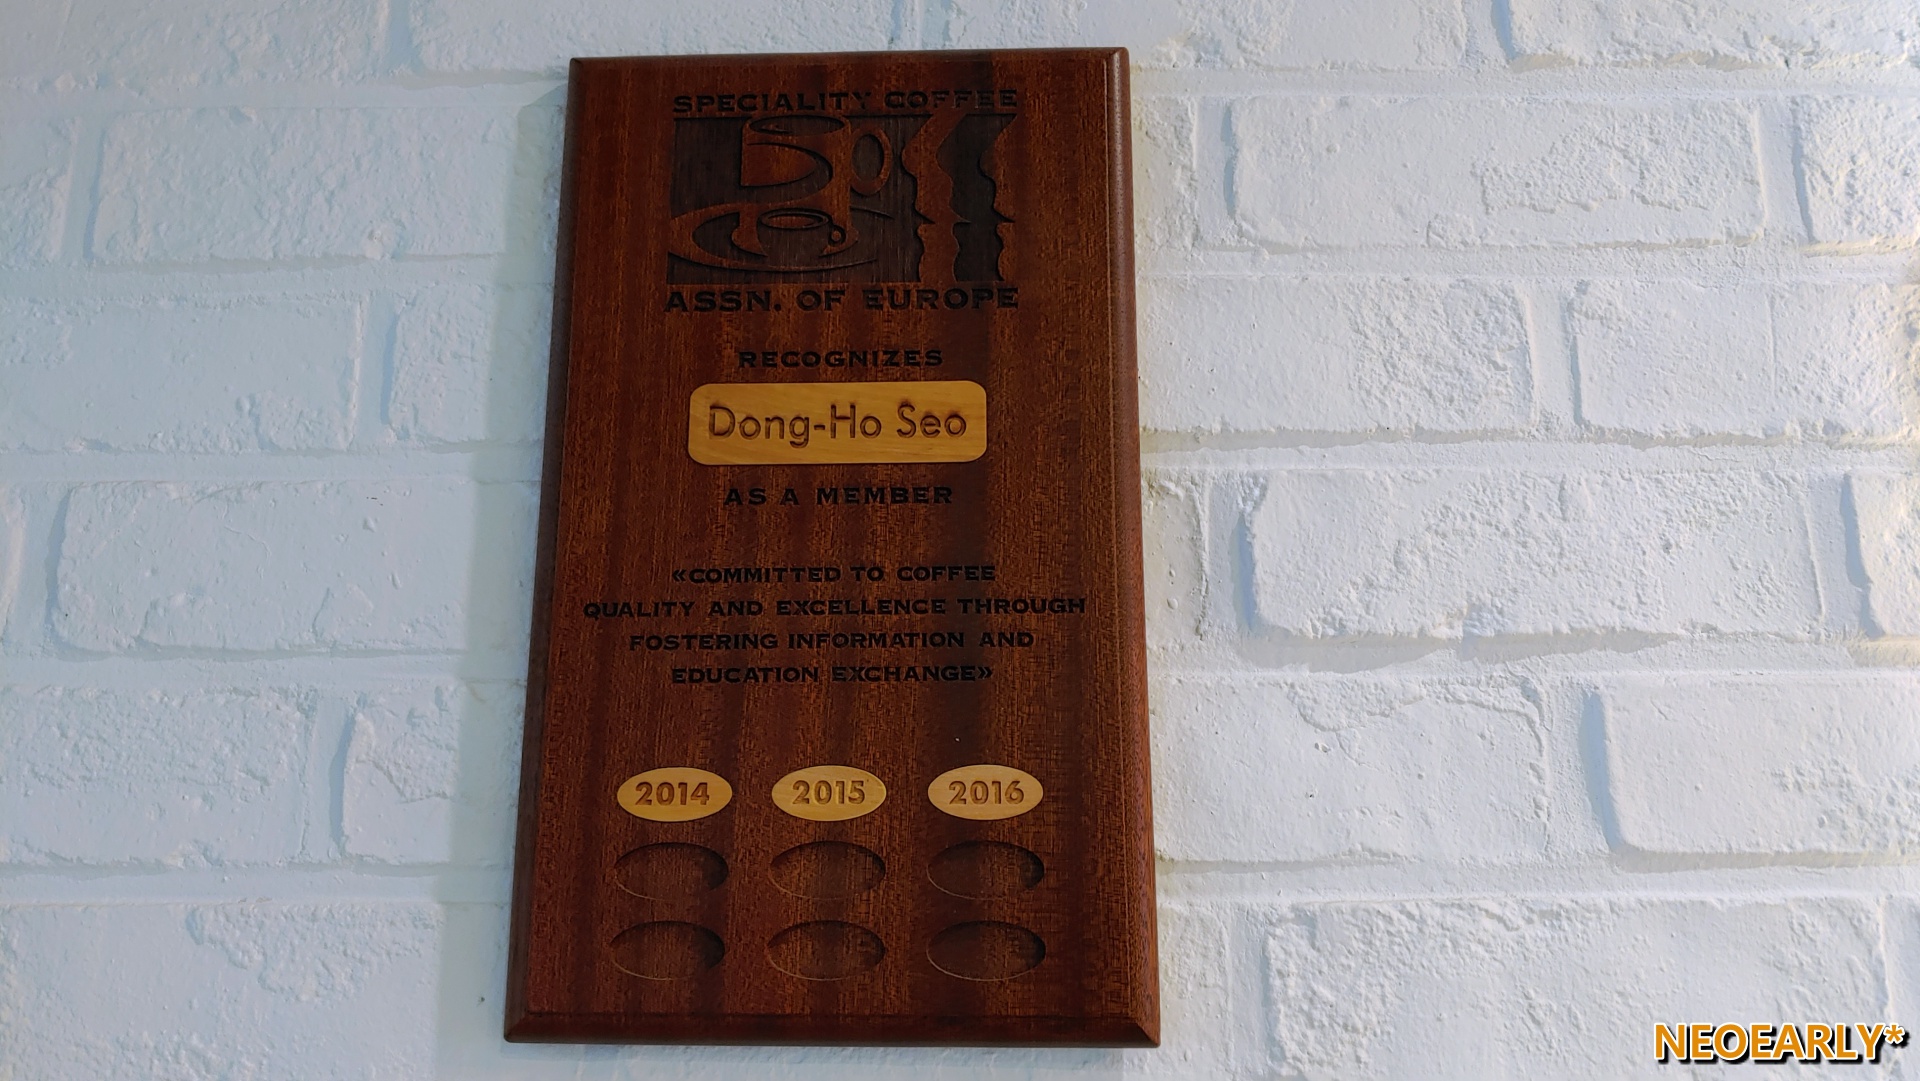 SPECIALITY COFFEE
ASSN. OF EUROPE
RECOGNIZES
Dong-Ho Seo
AS A MEMBER
«COMMITTED TO COFFEE
QUALITY AND EXCELLENCE THROUGH
FOSTERING INFORMATION AND
EDUCATION EXCHANGE»
2014 2015 2016
NEOEARLY*